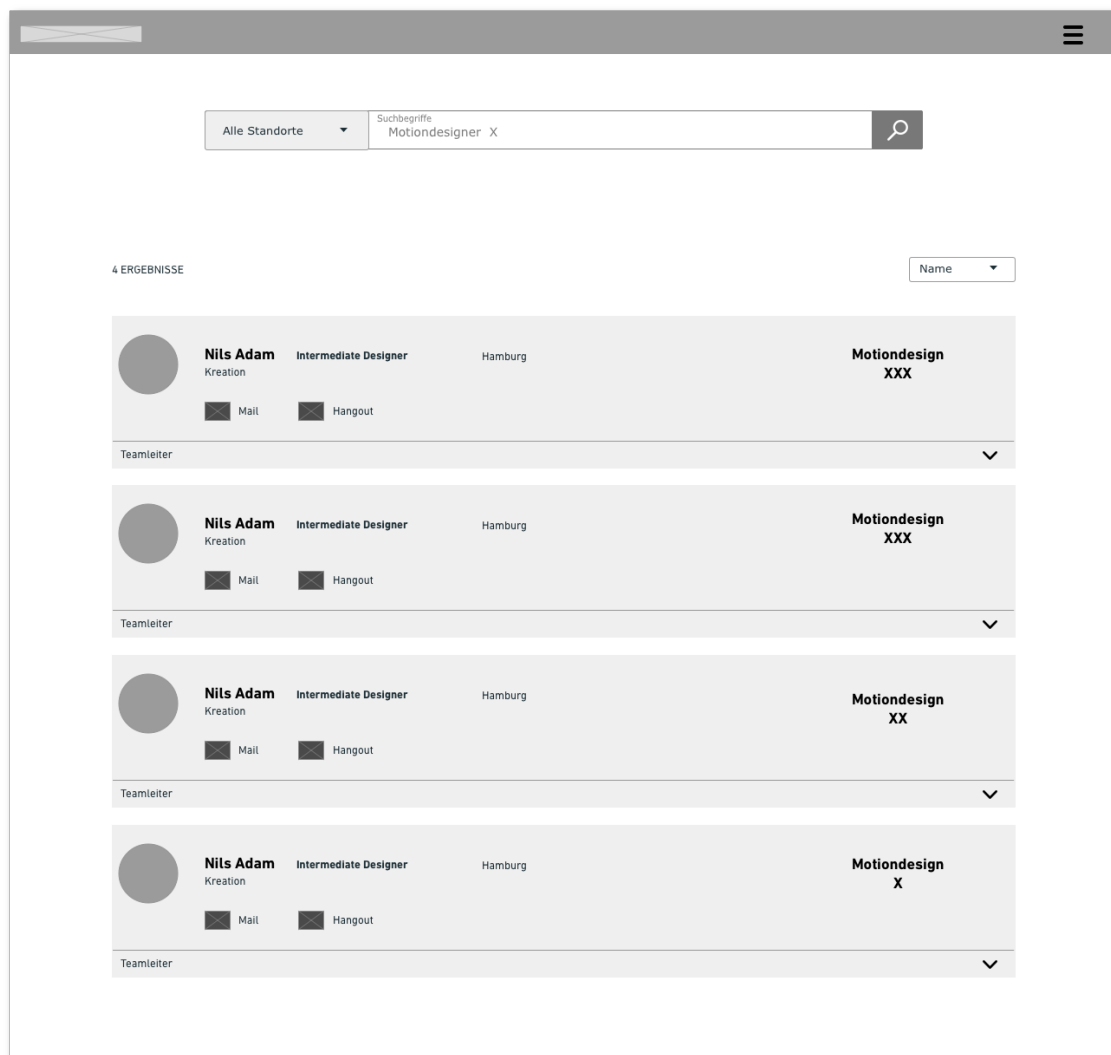 Alle Standorte
Suchbegriffe
Motiondesigner X
4 ERGEBNISSE
Name
Nils Adam Intermediate Designer Hamburg Motiondesign
Kreation XXX
Mail Hangout
Teamleiter
Nils Adam Intermediate Designer Hamburg Motiondesign
Kreation XXX
Mail Hangout
Teamleiter
Nils Adam Intermediate Designer Hamburg Motiondesign
Kreation XX
Mail Hangout
Teamleiter
Nils Adam Intermediate Designer Hamburg Motiondesign
Kreation X
Mail Hangout
Teamleiter